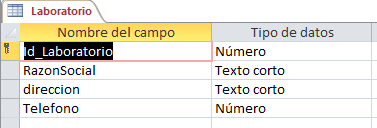 Laboratorio
Nombre del campo Tipo de datos
Id_Laboratorio Número
RazonSocial Texto corto
direccion Texto corto
Telefono Número